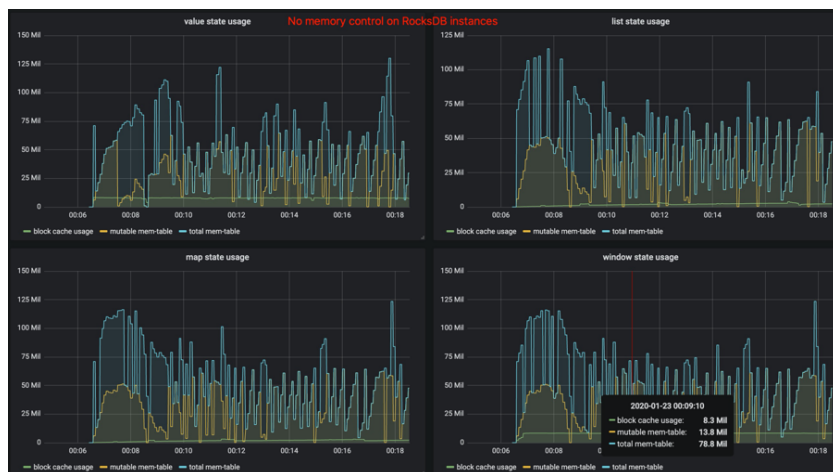 value state usage
No memory control on RocksDB instances
list state usage
150 Mil
125 Mil
100 Mil
75 Mil
50 Mil
25 Mil
0
00:06 00:08 00:10 00:12 00:14 00:16 00:18
block cache usage mutable mem-table total mem-table
125 Mil
100 Mil
75 Mil
50 Mil
25 Mil
0
00:06 00:08 00:10 00:12 00:14 00:16 00:18
block cache usage mutable mem-table total mem-table
map state usage
150 Mil
125 Mil
100 Mil
75 Mil
50 Mil
25 Mil
0
00:06 00:08 00:10 00:12 00:14 00:16 00:18
block cache usage mutable mem-table total mem-table
window state usage
150 Mil
125 Mil
100 Mil
75 Mil
50 Mil
25 Mil
0
00:06 00:08 00:10 00:12 00:14 00:16 00:18
block cache usage mutable mem-table total mem-table
2020-01-23 00:09:10
block cache usage: 8.3 Mil
mutable mem-table: 13.8 Mil
total mem-table: 78.8 Mil